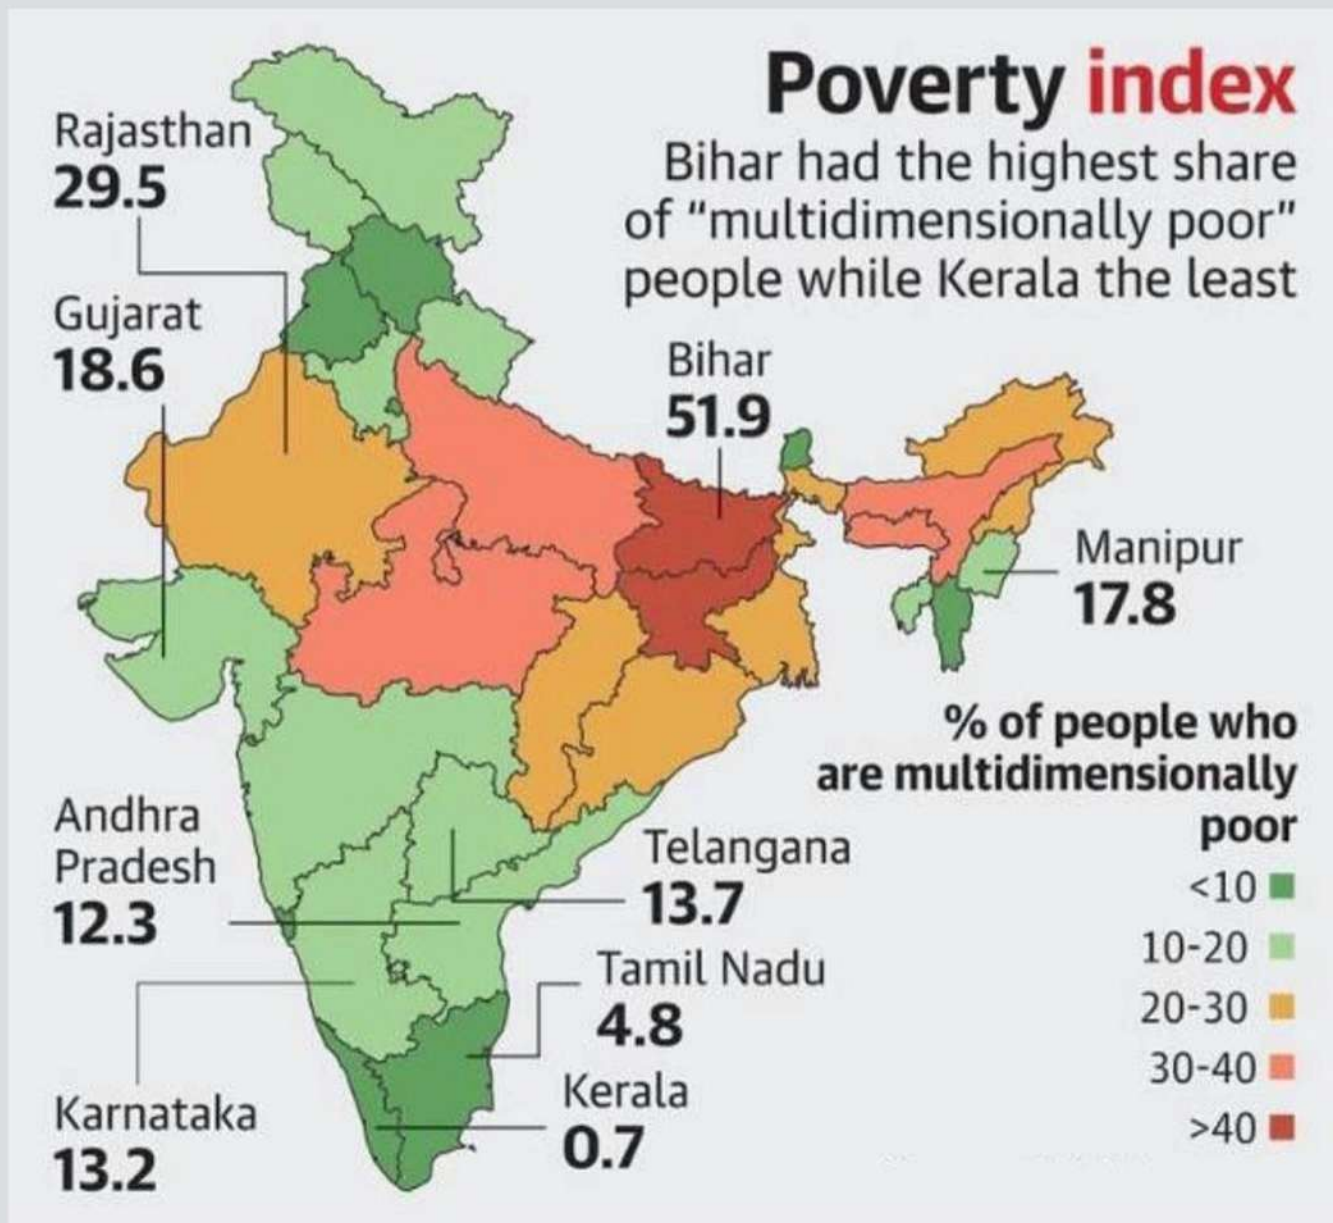 Poverty index
Bihar had the highest share
of “multidimensionally poor”
people while Kerala the least
Rajasthan
29.5
Gujarat
18.6
Bihar
51.9
Manipur
17.8
Andhra
Pradesh
12.3
Telangana
13.7
Tamil Nadu
4.8
Kerala
0.7
Karnataka
13.2
% of people who
are multidimensionally
poor
<10
10-20
20-30
30-40
>40